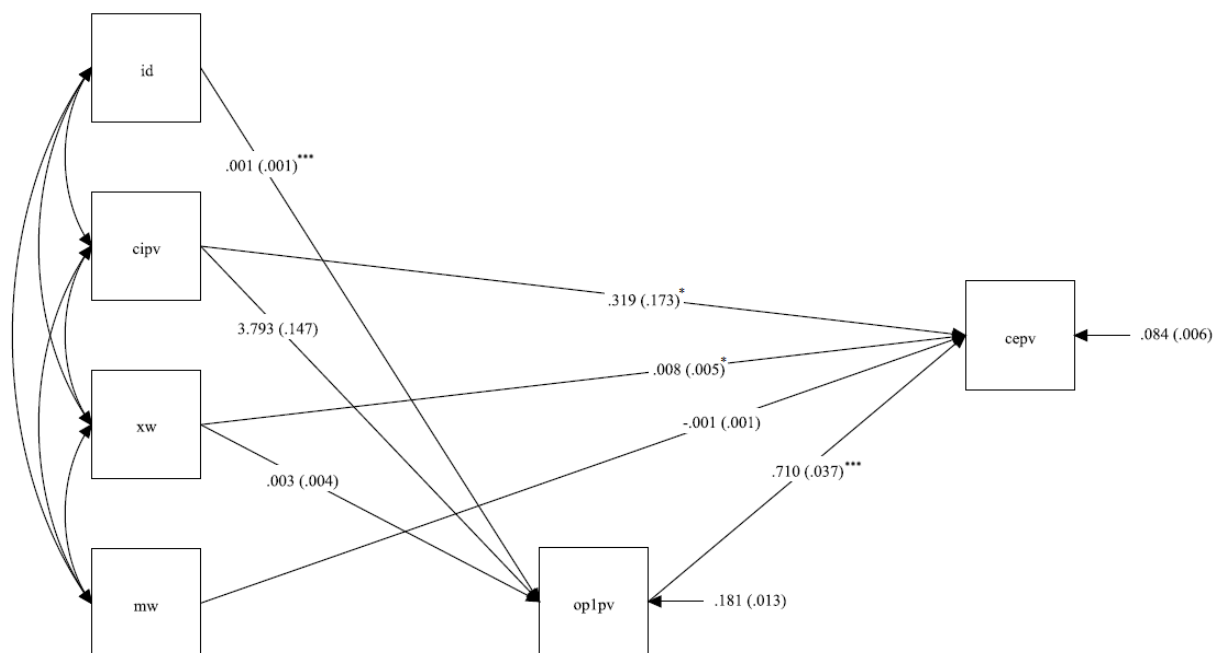 id
.001 (.001)***
cipv
.319 (.173)*
3.793 (.147)
cepv
.084 (.006)
.008 (.005)*
xw
-.001 (.001)
.710 (.037)***
.003 (.004)
mw
op1pv
.181 (.013)